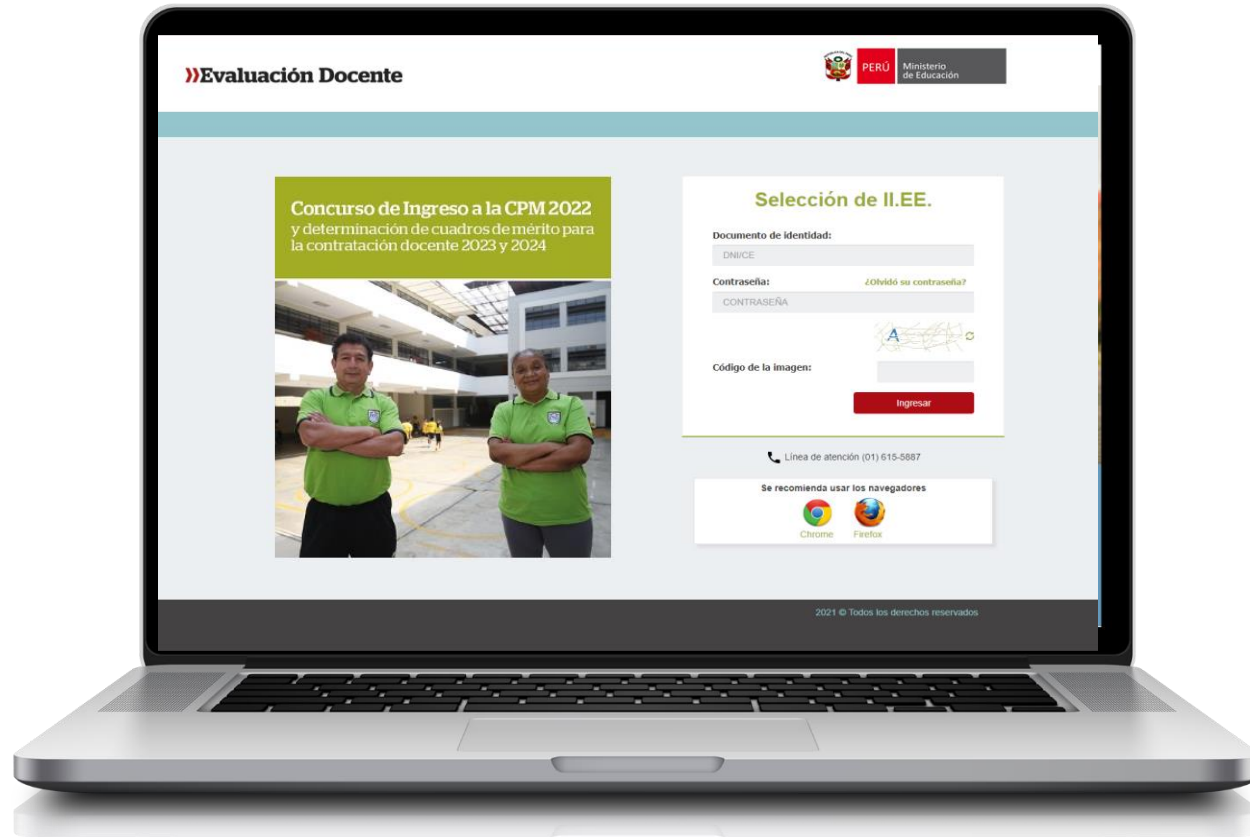 »Evaluación Docente
PERÚ
Ministerio
de Educación
Concurso de Ingreso a la CPM 2022
y determinación de cuadros de mérito para
la contratación docente 2023 y 2024
Selección de II.EE.
Documento de identidad:
DNI/CE
Contraseña:
¿Olvidó su contraseña?
CONTRASEÑA
A
Código de la imagen:
Ingresar
Línea de atención (01) 615-5887
Se recomienda usar los navegadores
Chrome
Firefox
2021 © Todos los derechos reservados